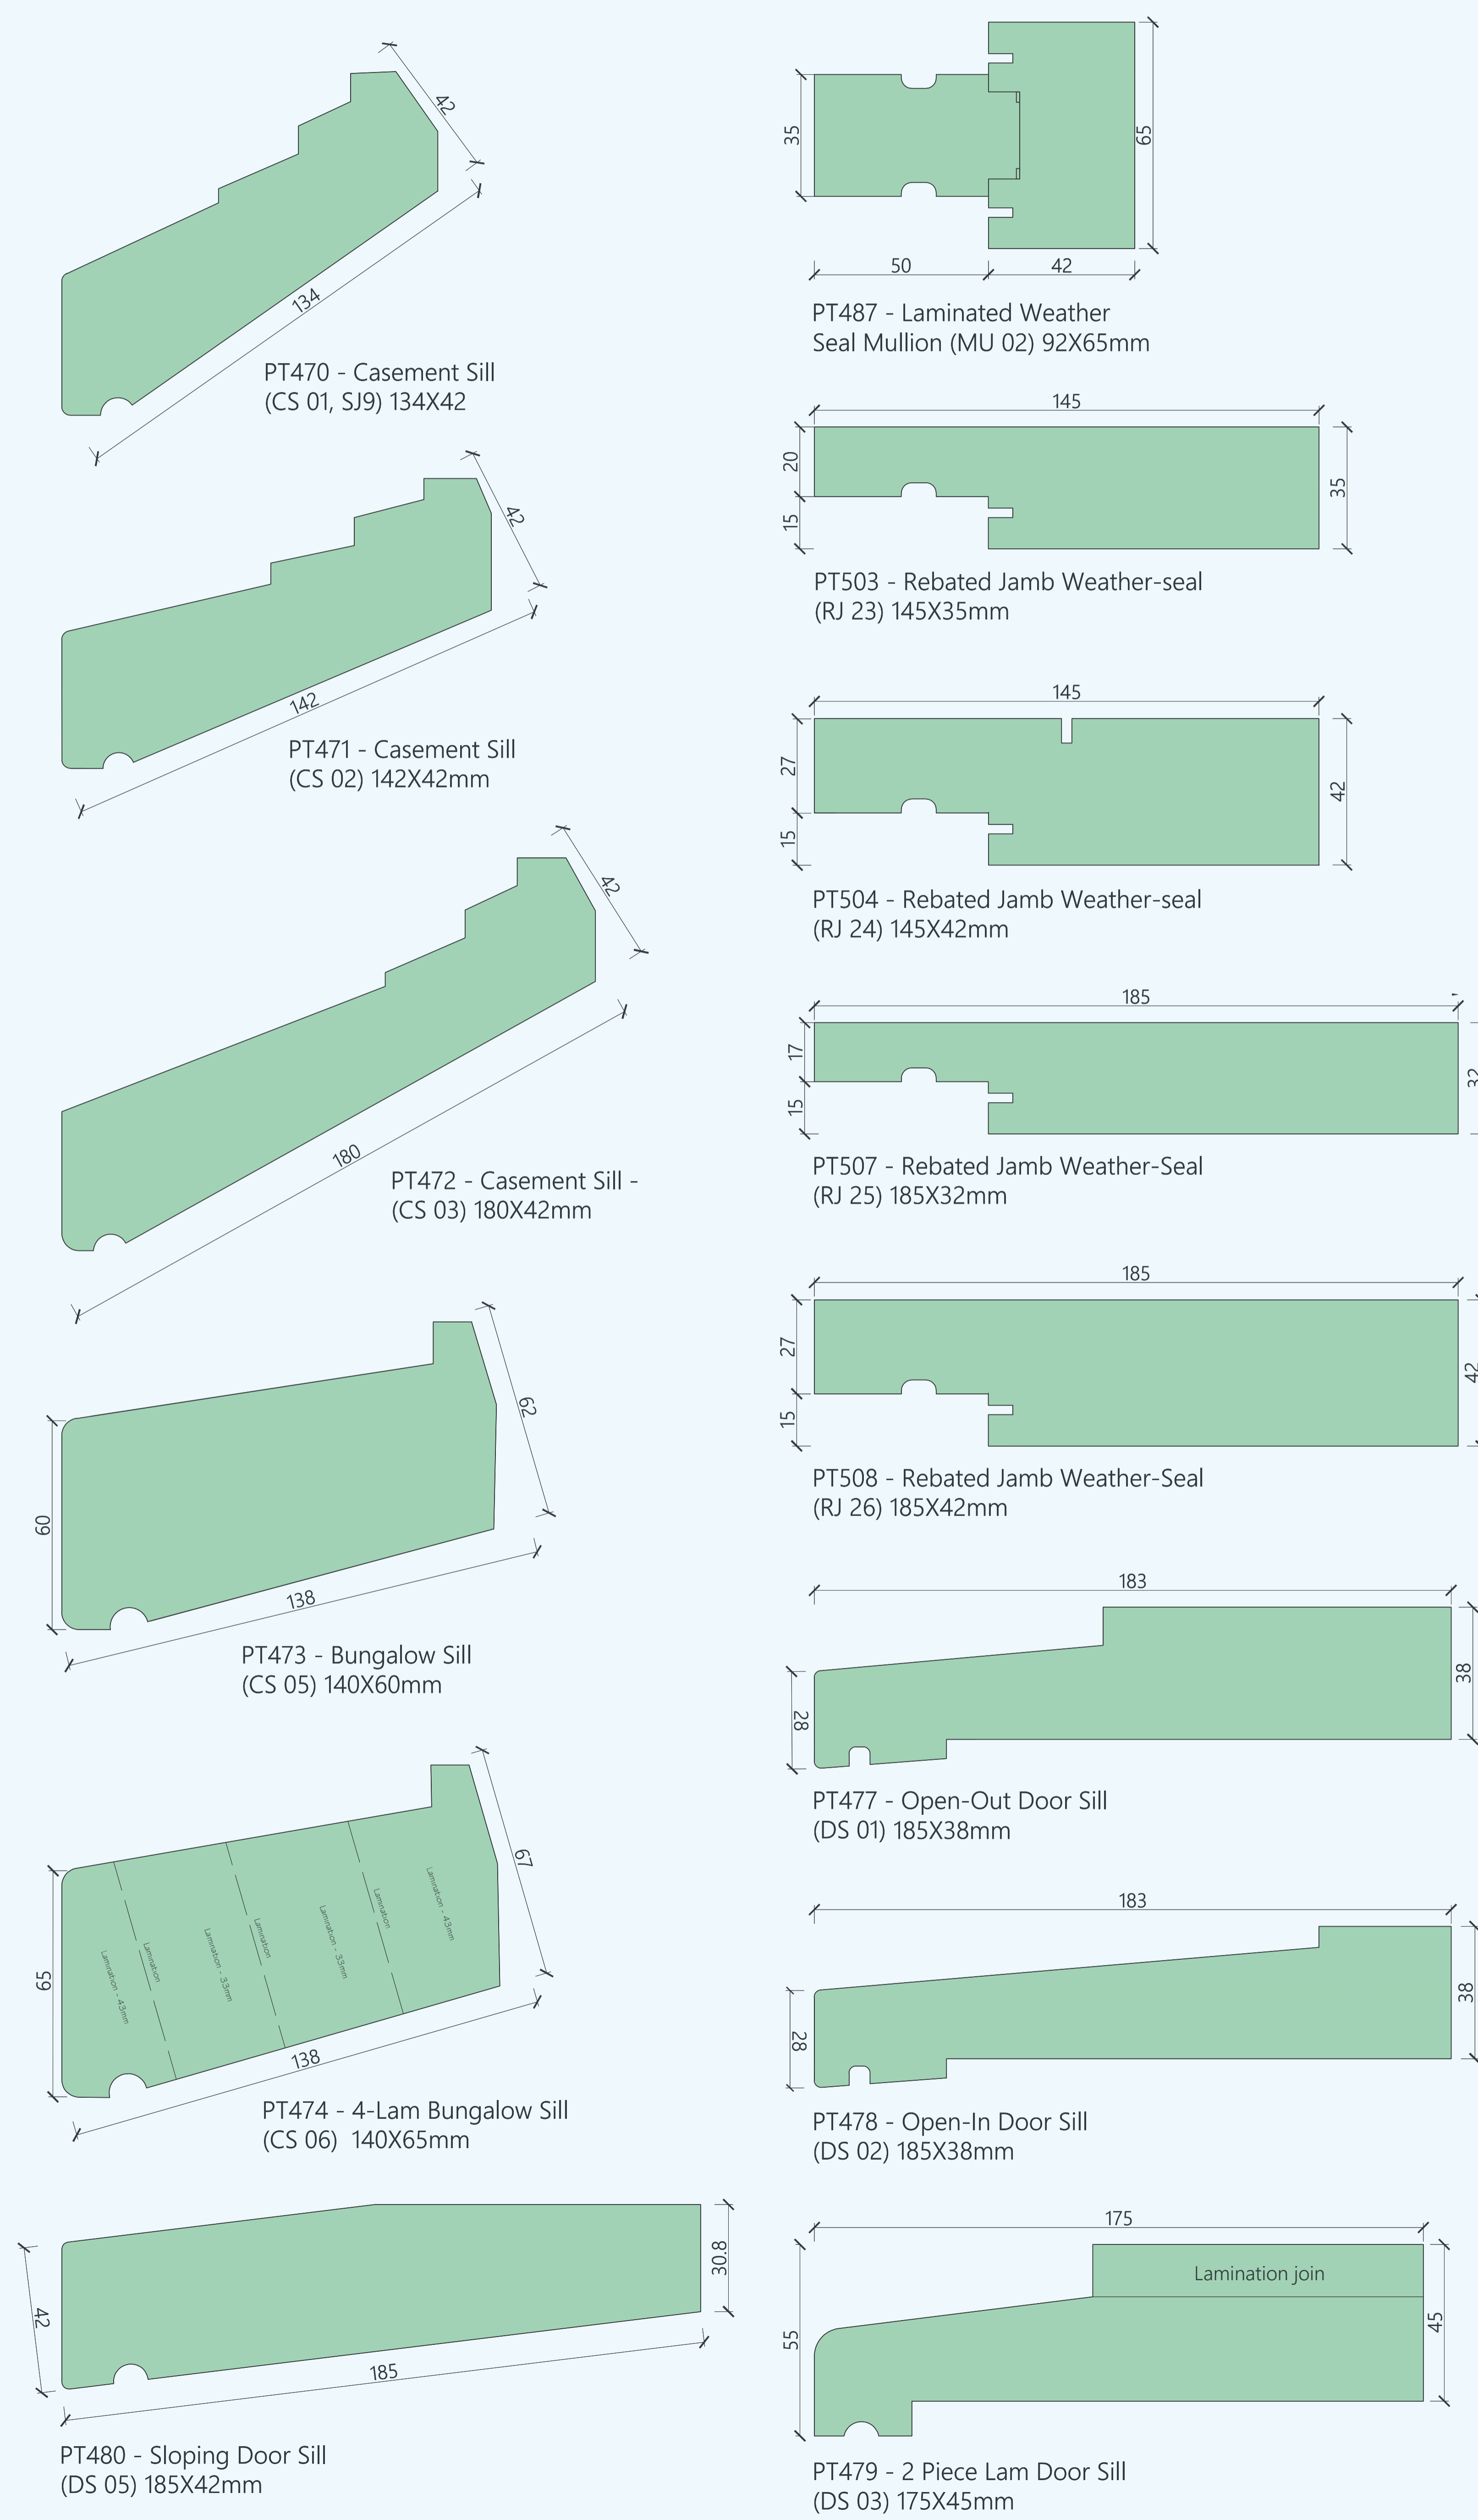 42
134
PT470 - Casement Sill
(CS 01, SJ9) 134X42
42
142
PT471 - Casement Sill
(CS 02) 142X42mm
42
180
PT472 - Casement Sill -
(CS 03) 180X42mm
62
60
138
PT473 - Bungalow Sill
(CS 05) 140X60mm
67
65
Lamination - 43mm
Lamination
Lamination - 33mm
Lamination
Lamination - 33mm
Lamination
Lamination - 43mm
138
PT474 - 4-Lam Bungalow Sill
(CS 06) 140X65mm
30.8
42
185
PT480 - Sloping Door Sill
(DS 05) 185X42mm
35
65
50
42
PT487 - Laminated Weather
Seal Mullion (MU 02) 92X65mm
145
20
15
35
PT503 - Rebated Jamb Weather-seal
(RJ 23) 145X35mm
145
27
15
42
PT504 - Rebated Jamb Weather-seal
(RJ 24) 145X42mm
185
17
15
32
PT507 - Rebated Jamb Weather-Seal
(RJ 25) 185X32mm
185
27
15
42
PT508 - Rebated Jamb Weather-Seal
(RJ 26) 185X42mm
183
28
38
PT477 - Open-Out Door Sill
(DS 01) 185X38mm
183
28
38
PT478 - Open-In Door Sill
(DS 02) 185X38mm
175
Lamination join
55
45
PT479 - 2 Piece Lam Door Sill
(DS 03) 175X45mm